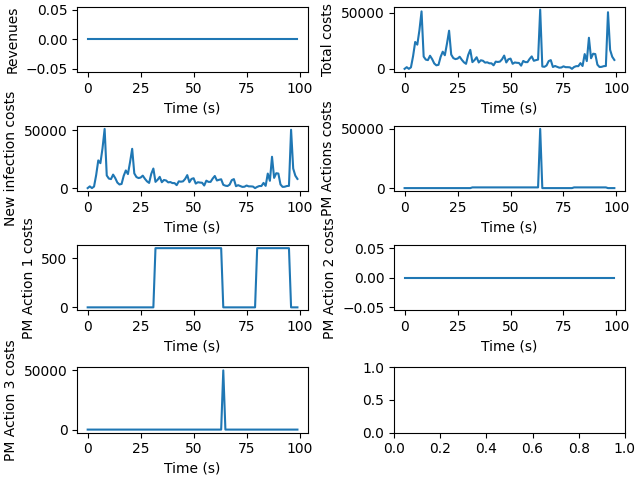 Revenues
0.05
0.00
−0.05
0 25 50 75 100
Time (s)
Total costs
50000
0
0 25 50 75 100
Time (s)
New infection costs
50000
0
0 25 50 75 100
Time (s)
PM Actions costs
50000
0
0 25 50 75 100
Time (s)
PM Action 1 costs
500
0
0 25 50 75 100
Time (s)
PM Action 2 costs
0.05
0.00
−0.05
0 25 50 75 100
Time (s)
PM Action 3 costs
50000
0
0 25 50 75 100
Time (s)
1.0
0.5
0.0
0.0 0.2 0.4 0.6 0.8 1.0